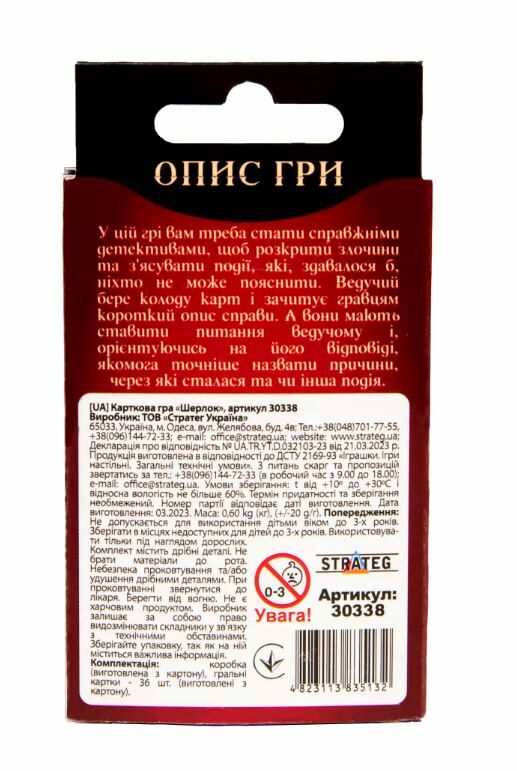 ОПИС ГРИ
У цій грі вам треба стати справжніми
детективами, щоб розкрити злочини
та з'ясувати події, які, здавалося б,
ніхто не може пояснити. Ведучий
бере колоду карт і зачитує гравцям
короткий опис справи. А вони мають
ставити питання ведучому і,
орієнтуючись на його відповіді,
якомога точніше назвати причини,
через які сталася та чи інша подія.
[UA] Карткова гра «Шерлок», артикул 30338
Виробник: ТОВ «Стратег Україна»
65033, Україна, м. Одеса, вул. Желябова, буд. 4в; Тел.:+38(048)701-77-55,
+38(096)144-72-33; e-mail: office@strateg.ua; website: www.strateg.ua;
Декларація про відповідність № UA.TR.YT.D.032103-23 від 21.03.2023 р.
Продукція виготовлена в відповідності до ДСТУ 2169-93 «Іграшки. Ігри
настільні. Загальні технічні умови». З питань скарг та пропозицій
звертатись за тел.: +38(096)144-72-33 (в робочий час з 9.00 до 18.00);
e-mail: office@strateg.ua. Умови зберігання: t від +10º до +30ºС і
відносна вологість не більше 60%. Термін придатності та зберігання
необмежений. Номер партії відповідає даті виготовлення. Дата
виготовлення: 03.2023. Маса: 0,60 кг (кг), (+/-20 g/г). Попередження:
Не допускається для використання дітьми віком до 3-х років.
Зберігати в місцях недоступних для дітей до 3-х років. Використовува-
ти тільки під наглядом дорослих.
Комплект містить дрібні деталі. Не
брати матеріали до рота.
Небезпека проковтування та/або
удушення дрібними деталями. При
проковтуванні звернутися до
лікаря. Берегти від вогню. Не є
харчовим продуктом. Виробник
залишає за собою право
видозмінювати складники у зв'язку
з технічними обставинами.
Зберігайте упаковку, так як на ній
міститься важлива інформація.
Комплектація: коробка
(виготовлена з картону), гральні
картки - 36 шт. (виготовлені з
картону).
0-3
Увага!
STRATEG
Артикул:
30338
4 823113 835132